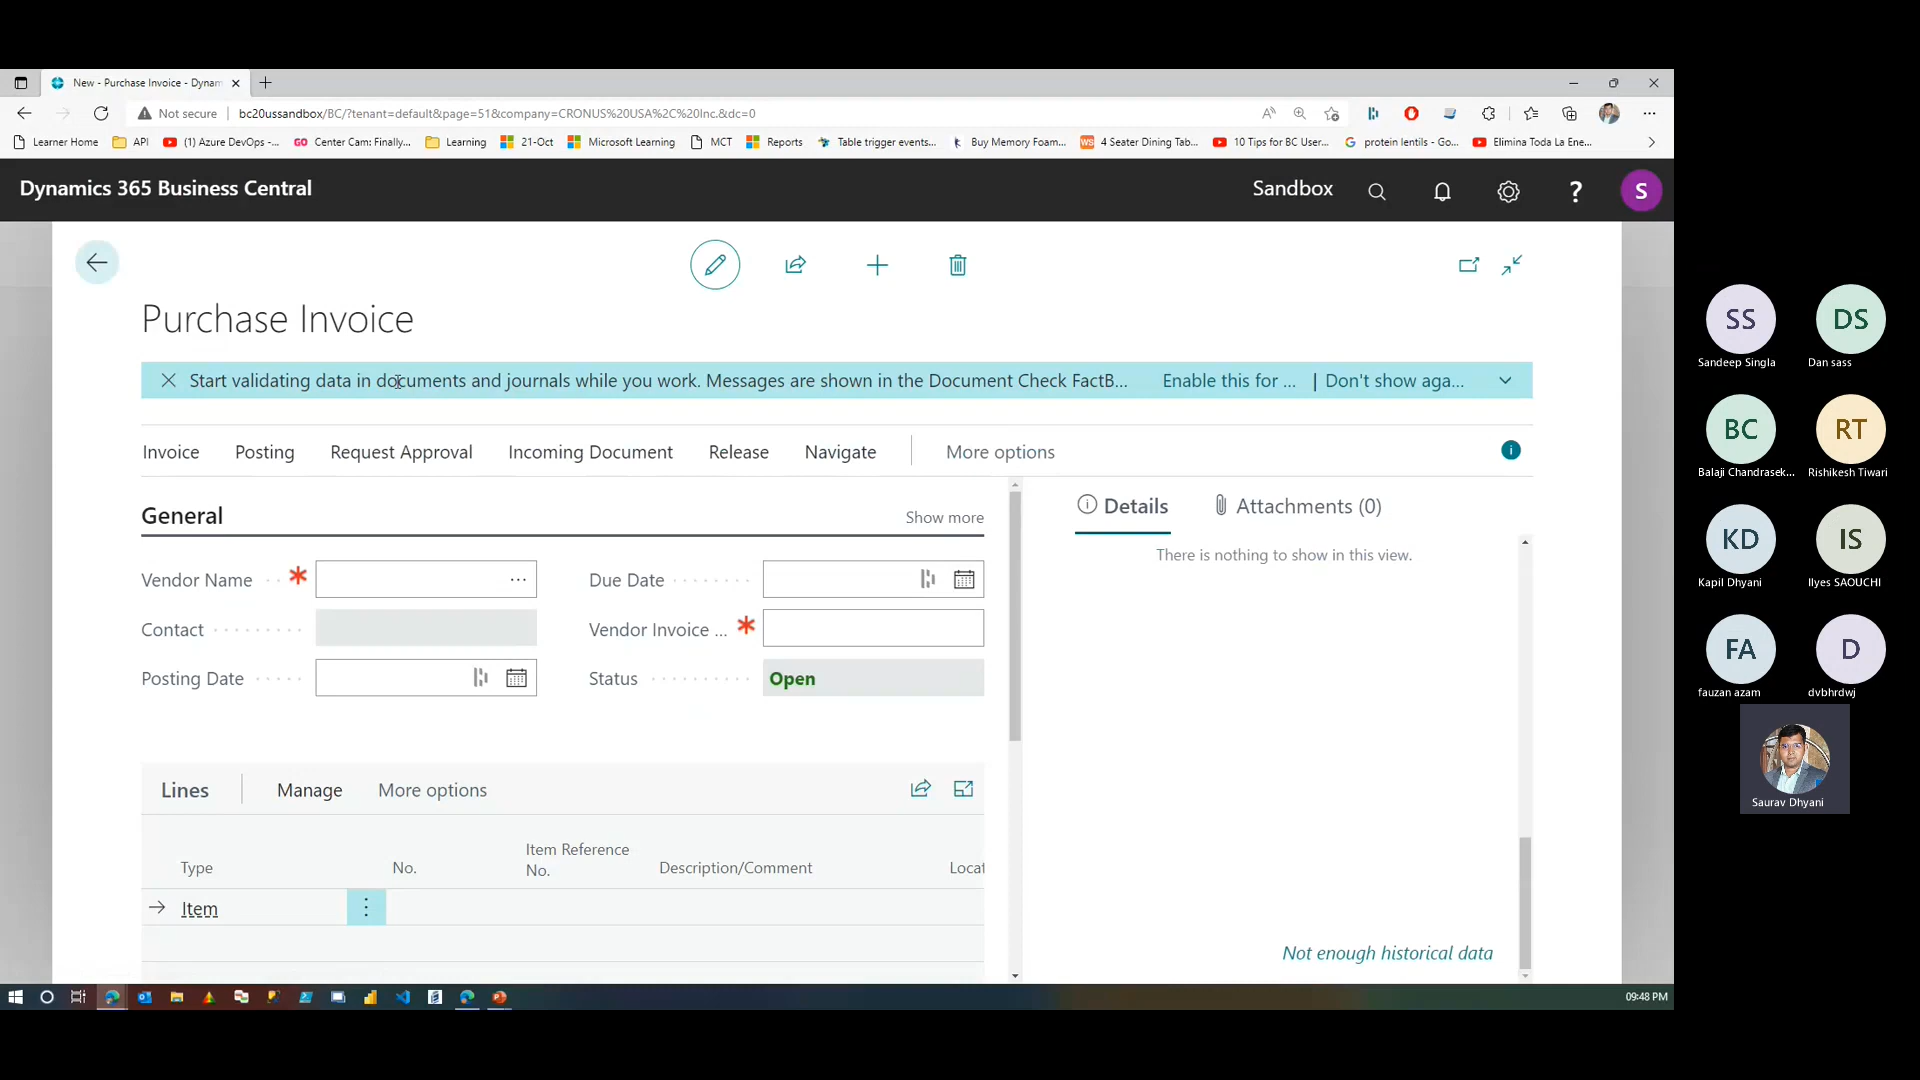 New - Purchase Invoice - Dynam
Not secure
bc20ussandbox/BC/?tenant=default&page=51&company=CRONUS%20USA%2C%20Inc.&dc=0
Learner Home
API
(1) Azure DevOps -...
GO Center Cam: Finally...
Learning
21-Oct
Microsoft Learning
MCT
Reports
Table trigger events...
Buy Memory Foam...
WS 4 Seater Dining Tab...
10 Tips for BC User...
protein lentils - Go...
Elimina Toda La Ene...
Dynamics 365 Business Central
Sandbox
?
S
Purchase Invoice
Start validating data in documents and journals while you work. Messages are shown in the Document Check FactB...
Enable this for ... | Don't show aga...
Invoice
Posting
Request Approval
Incoming Document
Release
Navigate
More options
General
Show more
Vendor Name
Due Date
Contact
Vendor Invoice ...
Posting Date
Status
Open
Details
Attachments (0)
There is nothing to show in this view.
Lines
Manage
More options
Type
No.
Item Reference
No.
Description/Comment
Locat
Item
Not enough historical data
09:48 PM
SS
Sandeep Singla
DS
Dan sass
BC
Balaji Chandrasek...
RT
Rishikesh Tiwari
KD
Kapil Dhyani
IS
Ilyes SAOUCHI
FA
fauzan azam
D
dvbhrdwj
Saurav Dhyani